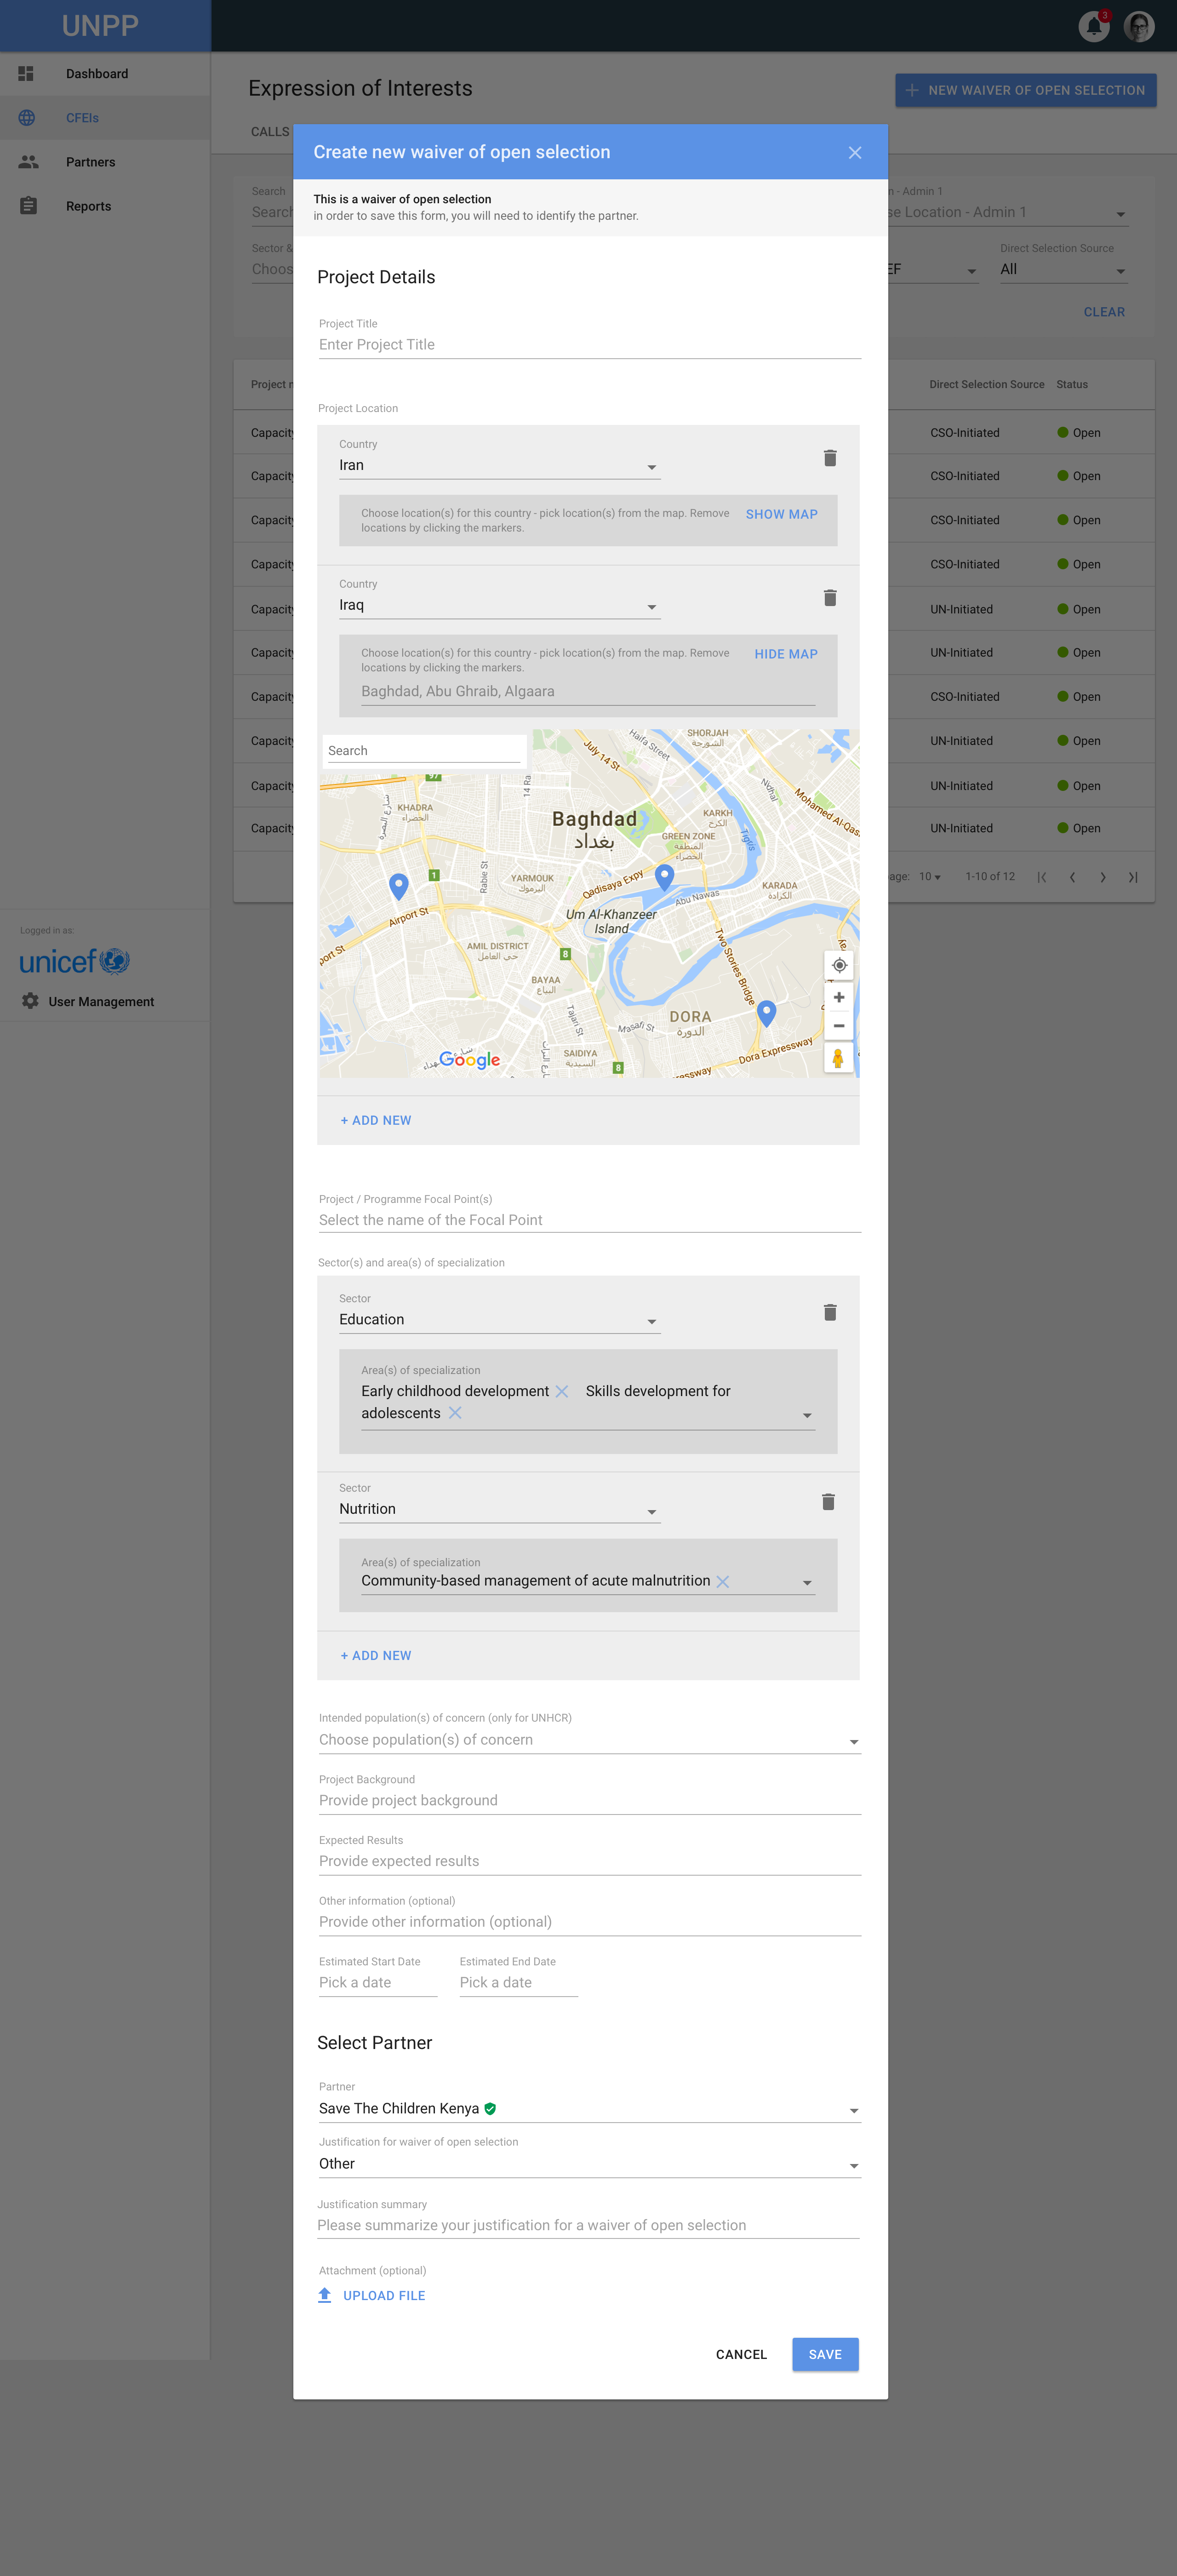 UNPP
3
Dashboard
CFEIs
Partners
Reports
Logged in as:
unicef
User Management
Expression of Interests
NEW WAIVER OF OPEN SELECTION
CALLS
Search
Search
n - Admin 1
se Location - Admin 1
Sector &
Choos
EF
Direct Selection Source
All
CLEAR
Project n
Direct Selection Source Status
Capacity CSO-Initiated Open
Capacity CSO-Initiated Open
Capacity CSO-Initiated Open
Capacity CSO-Initiated Open
Capacity UN-Initiated Open
Capacity UN-Initiated Open
Capacity CSO-Initiated Open
Capacity UN-Initiated Open
Capacity UN-Initiated Open
Capacity UN-Initiated Open
age: 10 1-10 of 12
Create new waiver of open selection
This is a waiver of open selection
in order to save this form, you will need to identify the partner.
Project Details
Project Title
Enter Project Title
Project Location
Country
Iran
Choose location(s) for this country - pick location(s) from the map. Remove
locations by clicking the markers.
SHOW MAP
Country
Iraq
Choose location(s) for this country - pick location(s) from the map. Remove
locations by clicking the markers.
HIDE MAP
Baghdad, Abu Ghraib, Algaara
Search
SHORJAH
الشورجة
Haifa Street
July 14 St
14 Ra
KHADRA
الخضراء
Nidhal
Mohamed Al-Qas
Baghdad
بغداد
KARKH
الكرخ
GREEN ZONE
المنطقة
الخضراء
Tigris
1
Rabie St
YARMOUK
اليرموك
Qadisaya Expy
Abu Nawas
KARADA
الكرادة
Airport St
Um Al-Khanzeer
Island
port St
AMIL DISTRICT
حي العامل
8
BAYAA
البياع
Two Stories Bridge
Tajan St
Masafi St
DORA
الدورة
Google
SAIDIYA
السيدية
8
Dora Expressway
ressway
+ ADD NEW
Project / Programme Focal Point(s)
Select the name of the Focal Point
Sector(s) and area(s) of specialization
Sector
Education
Area(s) of specialization
Early childhood development Skills development for
adolescents
Sector
Nutrition
Area(s) of specialization
Community-based management of acute malnutrition
+ ADD NEW
Intended population(s) of concern (only for UNHCR)
Choose population(s) of concern
Project Background
Provide project background
Expected Results
Provide expected results
Other information (optional)
Provide other information (optional)
Estimated Start Date Estimated End Date
Pick a date Pick a date
Select Partner
Partner
Save The Children Kenya
Justification for waiver of open selection
Other
Justification summary
Please summarize your justification for a waiver of open selection
Attachment (optional)
UPLOAD FILE
CANCEL SAVE